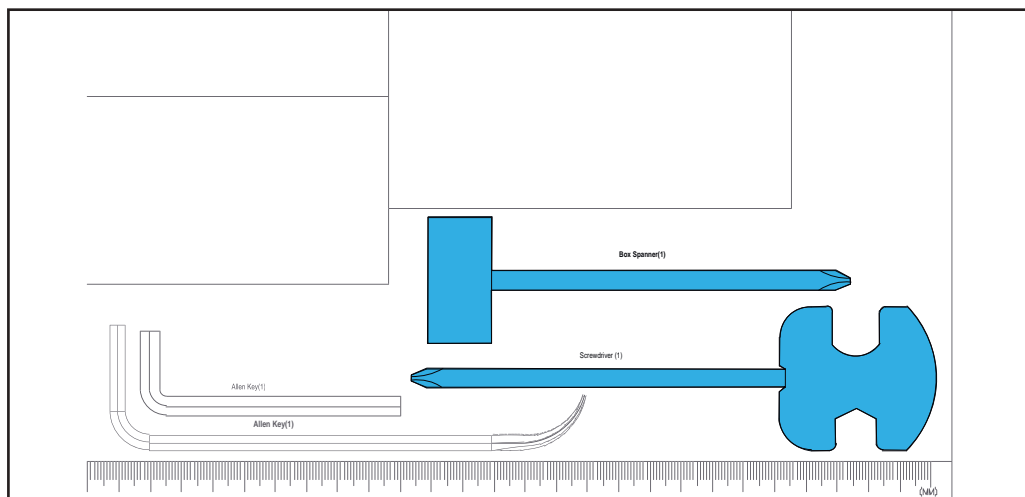 Box Spanner(1)
Screwdriver (1)
Allen Key(1)
Allen Key(1)
(MM)